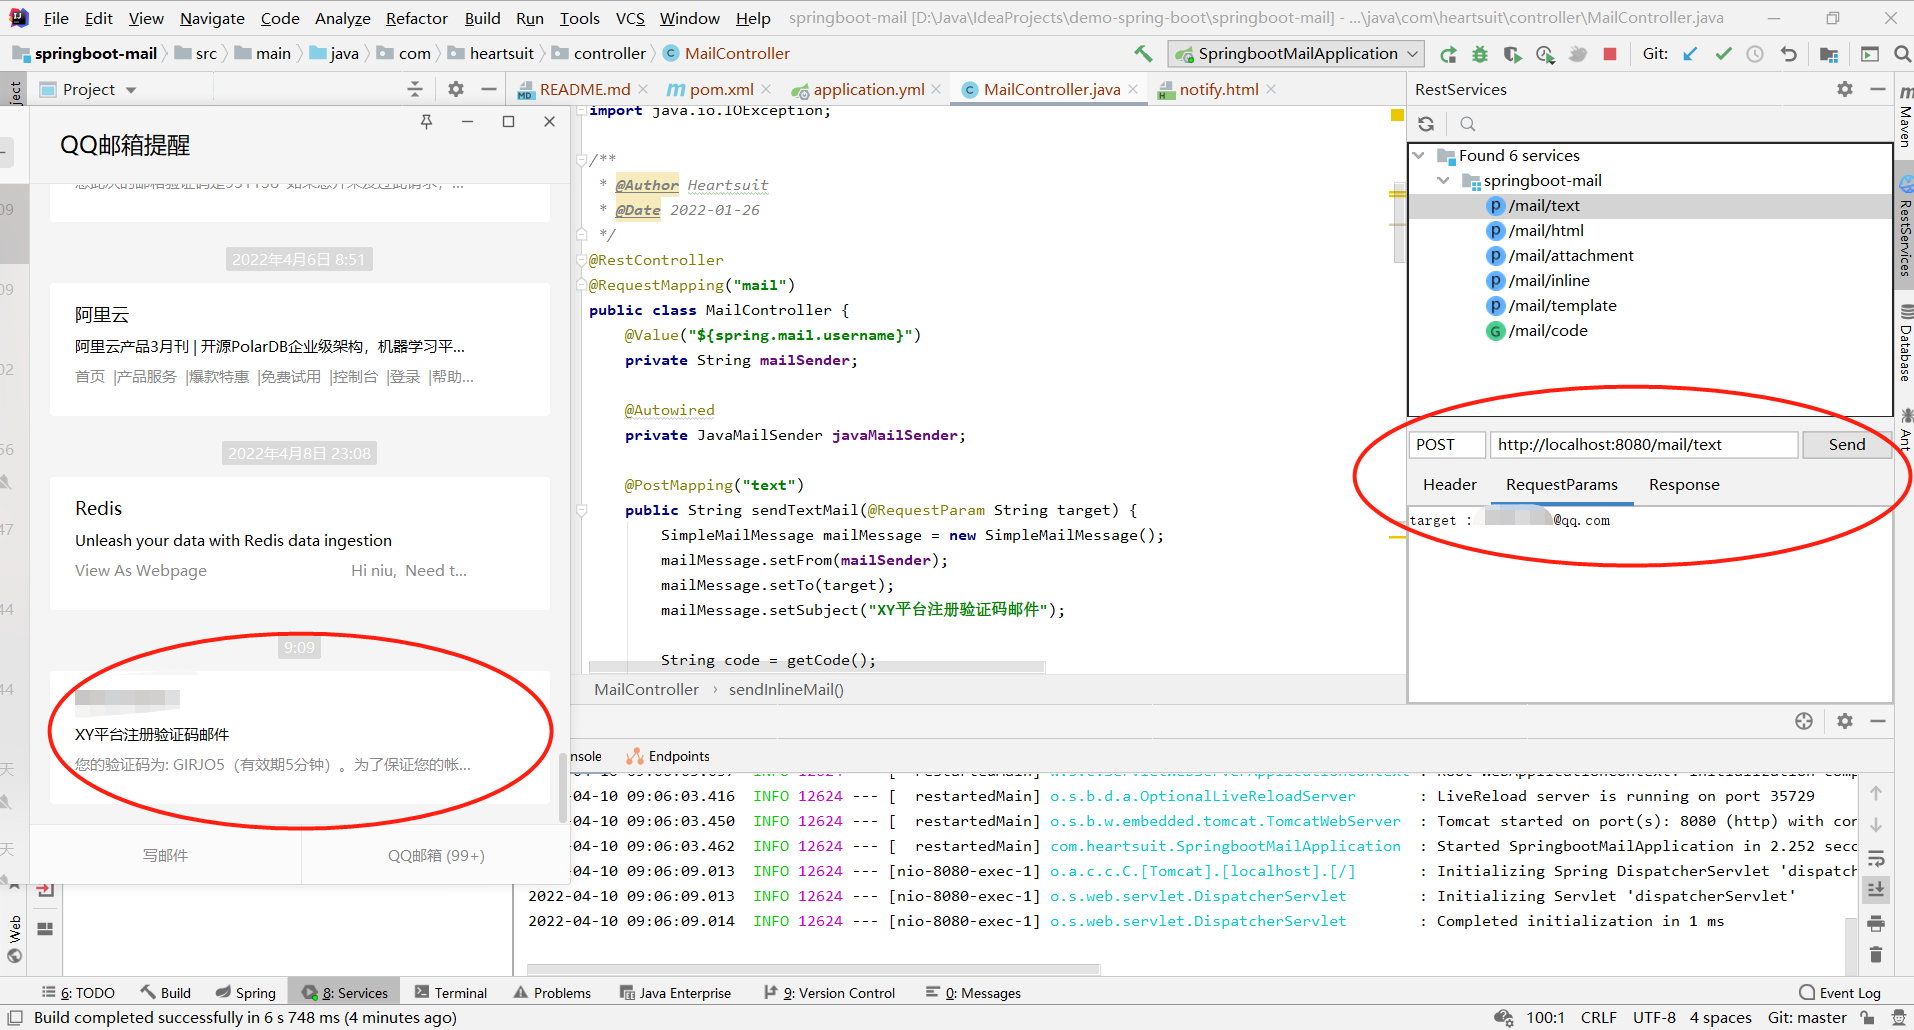 File Edit View Navigate Code Analyze Refactor Build Run Tools VCS Window Help springboot-mail [D:\Java\IdeaProjects\demo-spring-boot\springboot-mail] - ...\java\com\heartsuit\controller\MailController.java
springboot-mail src main java com heartsuit controller MailController SpringbootMailApplication Git:
Project README.md pom.xml application.yml MailController.java notify.html RestServices
QQ邮箱提醒
2022年4月6日 8:51
阿里云
阿里云产品3月刊 | 开源PolarDB企业级架构，机器学习平...
首页 |产品服务 |爆款特惠 |免费试用 |控制台 |登录 |帮助...
2022年4月8日 23:08
Redis
Unleash your data with Redis data ingestion
View As Webpage Hi niu, Need t...
9:09
XY平台注册验证码邮件
您的验证码为: GIRJO5（有效期5分钟）。为了保证您的帐...
写邮件 QQ邮箱 (99+)
import java.io.IOException;
/**
* @Author Heartsuit
* @Date 2022-01-26
*/
@RestController
@RequestMapping("mail")
public class MailController {
@Value("${spring.mail.username}")
private String mailSender;
@Autowired
private JavaMailSender javaMailSender;
@PostMapping("text")
public String sendTextMail(@RequestParam String target) {
SimpleMailMessage mailMessage = new SimpleMailMessage();
mailMessage.setFrom(mailSender);
mailMessage.setTo(target);
mailMessage.setSubject("XY平台注册验证码邮件");
String code = getCode();
MailController › sendInlineMail()
Found 6 services
springboot-mail
/mail/text
/mail/html
/mail/attachment
/mail/inline
/mail/template
/mail/code
POST http://localhost:8080/mail/text Send
Header RequestParams Response
target : @qq.com
Maven
RestServices
Database
Ant
nsole Endpoints
-04-10 09:06:03.416 INFO 12624 --- [ restartedMain] o.s.b.d.a.OptionalLiveReloadServer : LiveReload server is running on port 35729
-04-10 09:06:03.450 INFO 12624 --- [ restartedMain] o.s.b.w.embedded.tomcat.TomcatWebServer : Tomcat started on port(s): 8080 (http) with con
-04-10 09:06:03.462 INFO 12624 --- [ restartedMain] com.heartsuit.SpringbootMailApplication : Started SpringbootMailApplication in 2.252 secc
-04-10 09:06:09.013 INFO 12624 --- [nio-8080-exec-1] o.a.c.c.C.[Tomcat].[localhost].[/] : Initializing Spring DispatcherServlet 'dispatch
2022-04-10 09:06:09.013 INFO 12624 --- [nio-8080-exec-1] o.s.web.servlet.DispatcherServlet : Initializing Servlet 'dispatcherServlet'
2022-04-10 09:06:09.014 INFO 12624 --- [nio-8080-exec-1] o.s.web.servlet.DispatcherServlet : Completed initialization in 1 ms
Web
6: TODO Build Spring 8: Services Terminal Problems Java Enterprise 9: Version Control 0: Messages Event Log
Build completed successfully in 6 s 748 ms (4 minutes ago) 100:1 CRLF UTF-8 4 spaces Git: master